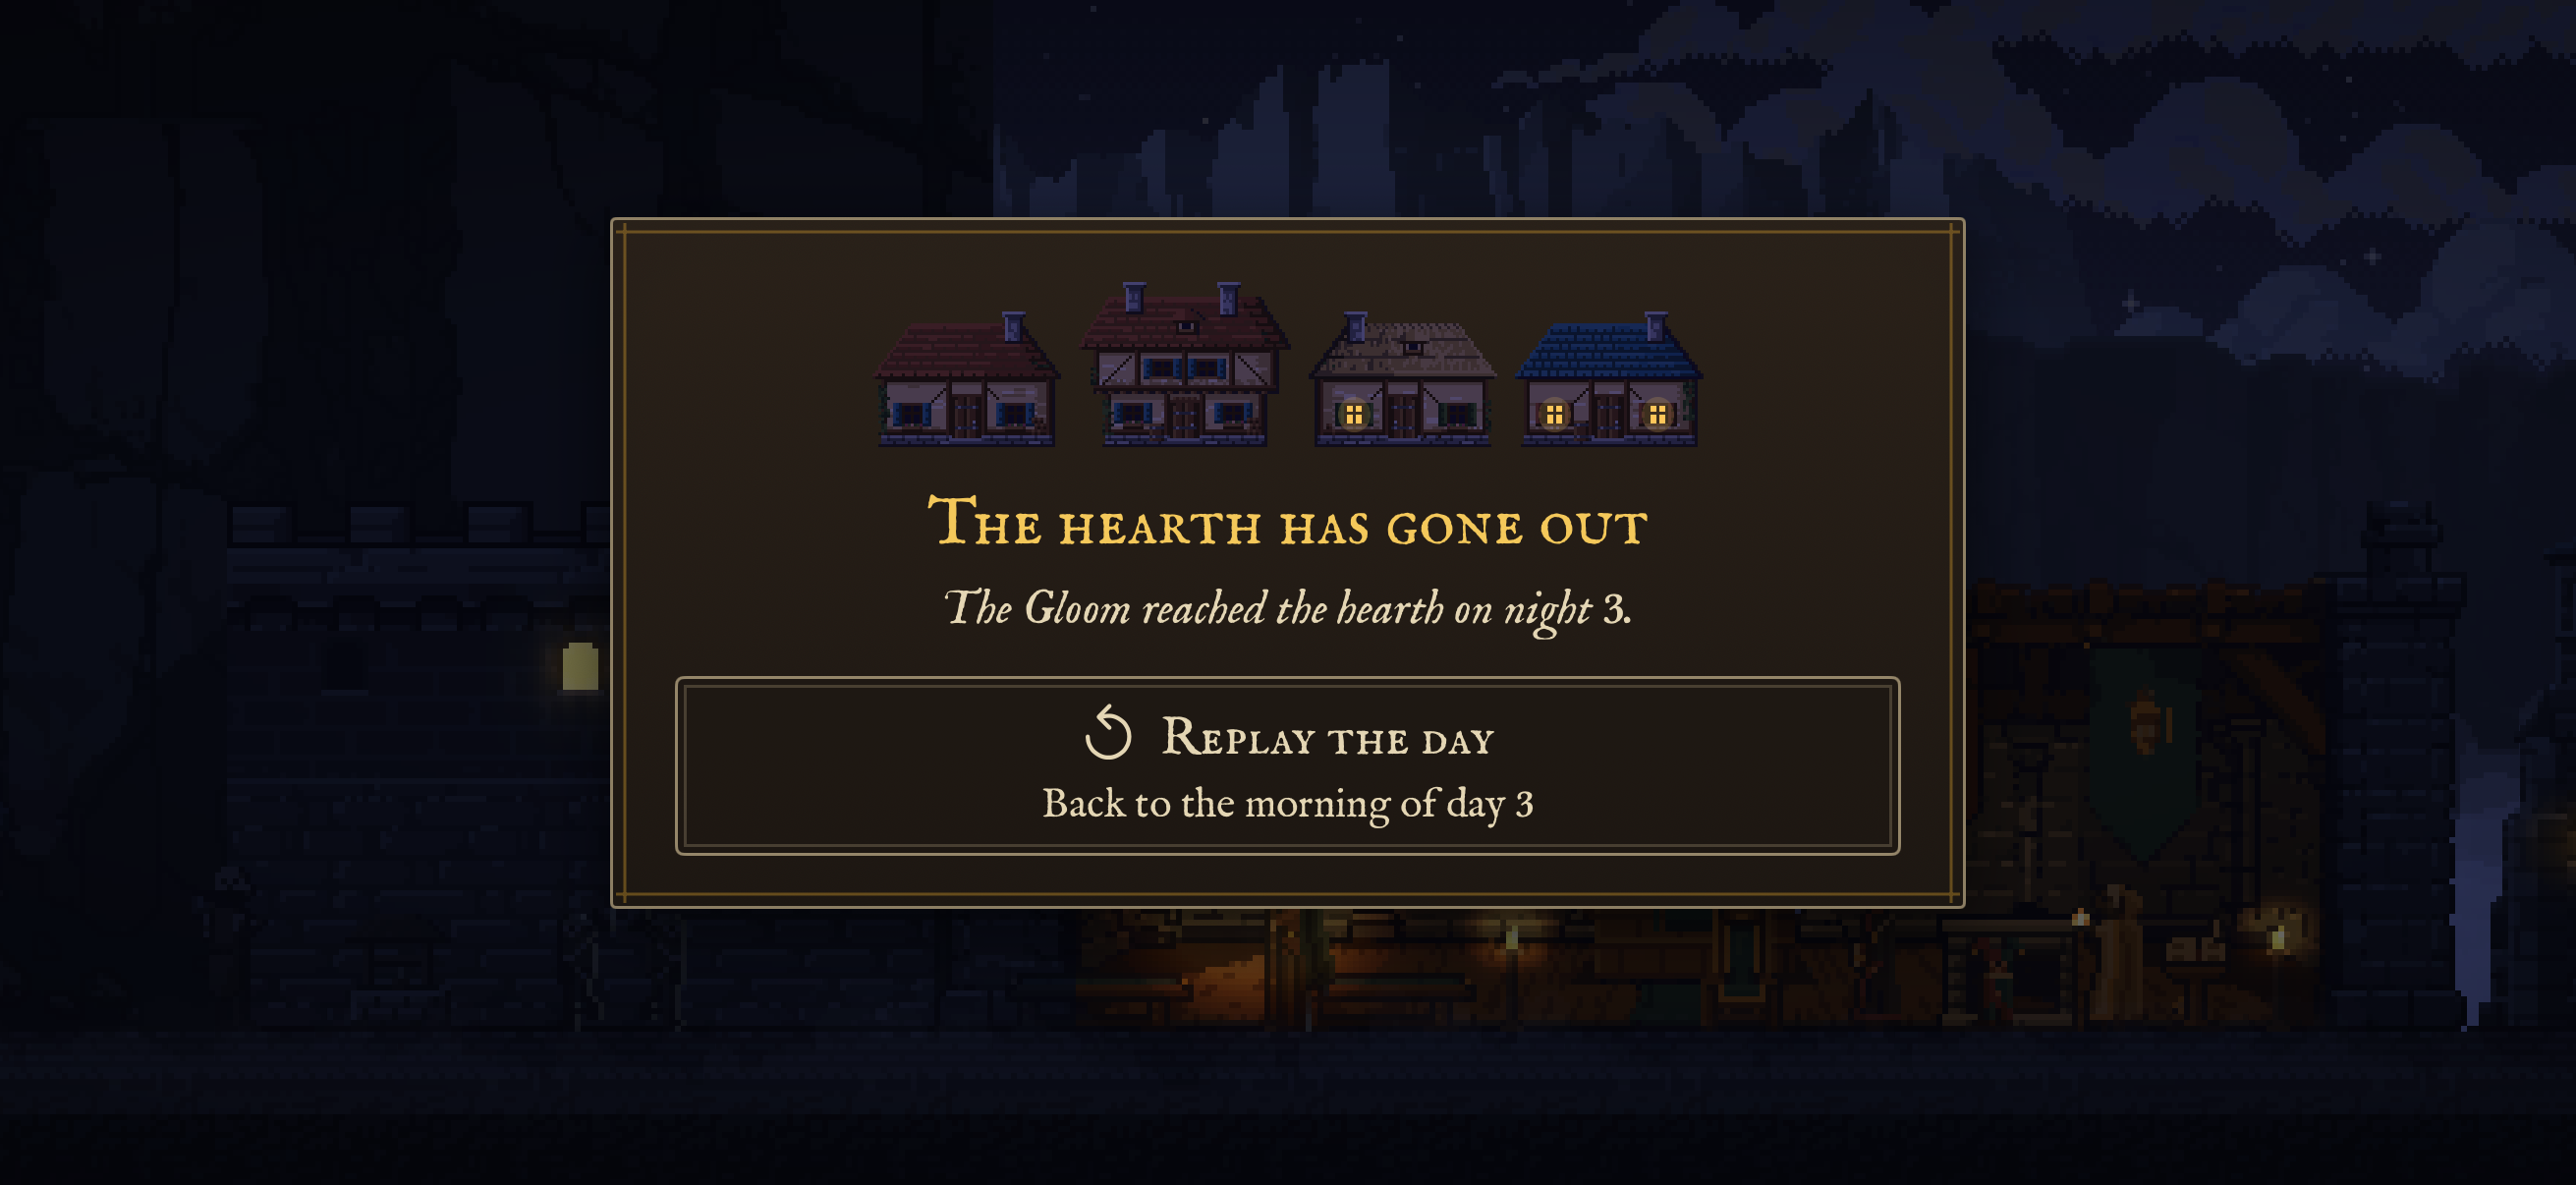 The hearth has gone out
The Gloom reached the hearth on night 3.
Replay the day
Back to the morning of day 3